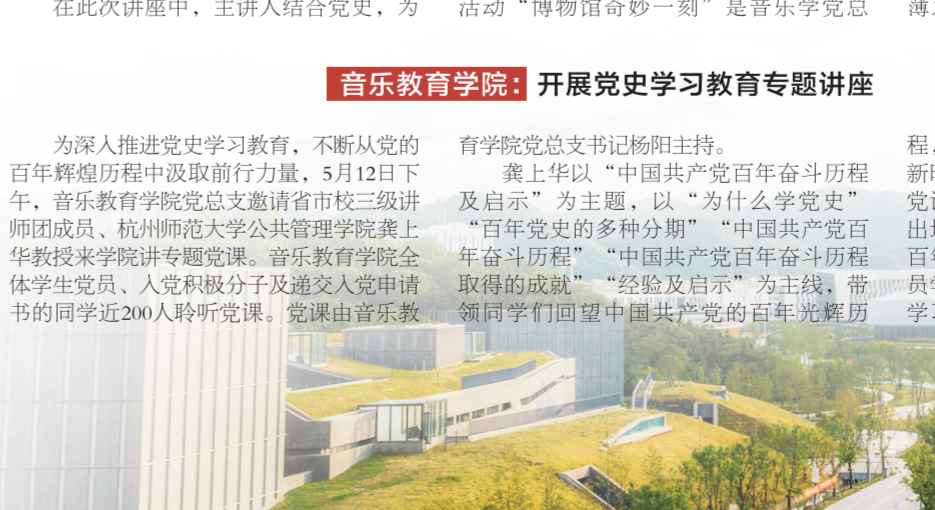 在此次讲座中，主讲人结合党史，为
活动“博物馆奇妙一刻”是音乐学党总
音乐教育学院：开展党史学习教育专题讲座
为深入推进党史学习教育，不断从党的
百年辉煌历程中汲取前行力量，5月12日下
午，音乐教育学院党总支邀请省市校三级讲
师团成员、杭州师范大学公共管理学院龚上
华教授来学院讲专题党课。音乐教育学院全
体学生党员、入党积极分子及递交入党申请
书的同学近200人聆听党课。党课由音乐教
育学院党总支书记杨阳主持。
龚上华以“中国共产党百年奋斗历程
及启示”为主题，以“为什么学党史”
“百年党史的多种分期”“中国共产党百
年奋斗历程”“中国共产党百年奋斗历程
取得的成就”“经验及启示”为主线，带
领同学们回望中国共产党的百年光辉历
程，
百年